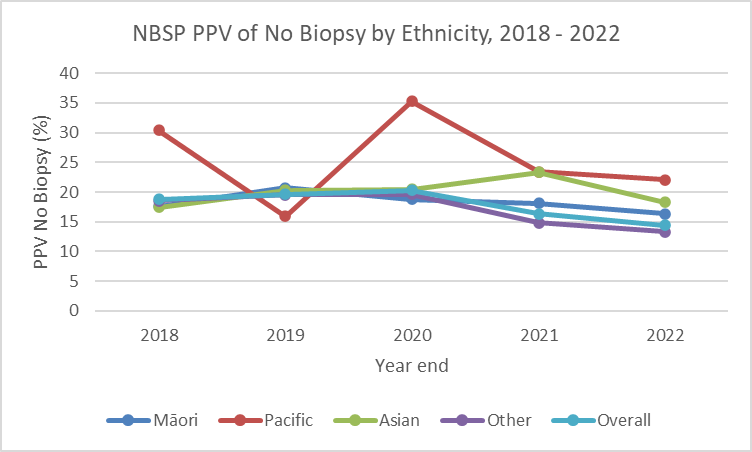 NBSP PPV of No Biopsy by Ethnicity, 2018 - 2022
PPV No Biopsy (%)
40
35
30
25
20
15
10
5
0
2018 2019 2020 2021 2022
Year end
Māori Pacific Asian Other Overall